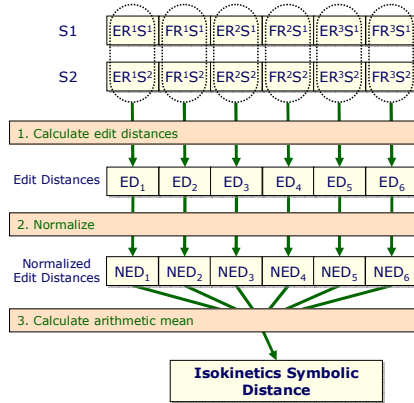 S1 ER¹S¹ FR¹S¹ ER²S¹ FR²S¹ ER³S¹ FR³S¹
S2 ER¹S² FR¹S² ER²S² FR²S² ER³S² FR³S²
1. Calculate edit distances
Edit Distances ED₁ ED₂ ED₃ ED₄ ED₅ ED₆
2. Normalize
Normalized
Edit Distances NED₁ NED₂ NED₃ NED₄ NED₅ NED₆
3. Calculate arithmetic mean
Isokinetics Symbolic
Distance